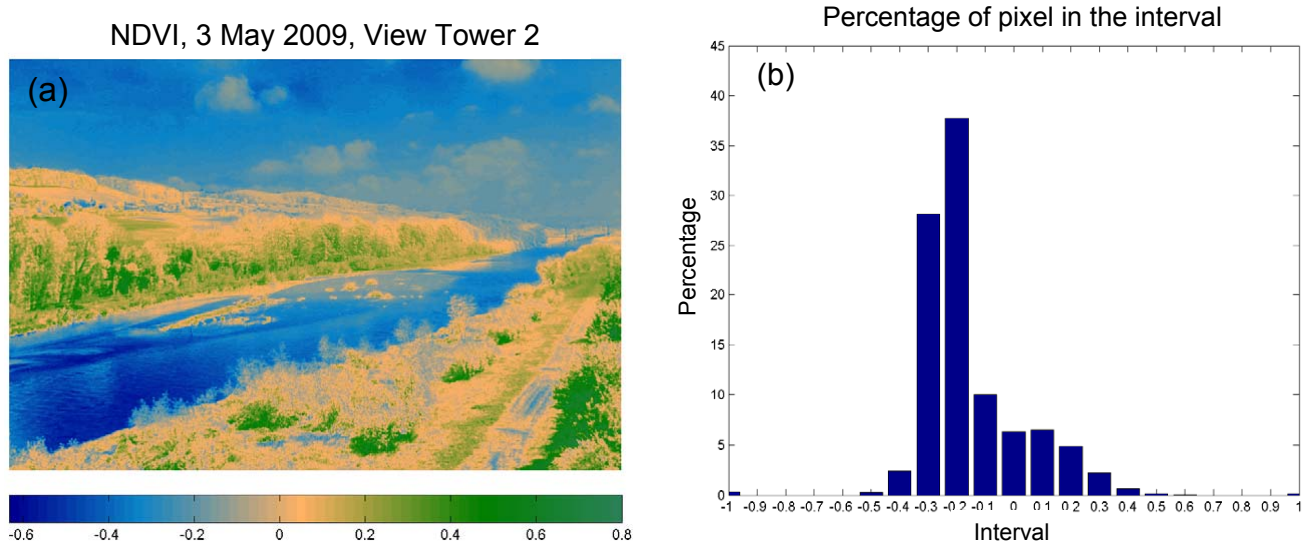 NDVI, 3 May 2009, View Tower 2
(a)
-0.6 -0.4 -0.2 0 0.2 0.4 0.6 0.8
Percentage of pixel in the interval
(b)
45
40
35
30
25
20
15
10
5
0
Percentage
-1 -0.9 -0.8 -0.7 -0.6 -0.5 -0.4 -0.3 -0.2 -0.1 0 0.1 0.2 0.3 0.4 0.5 0.6 0.7 0.8 0.9 1
Interval